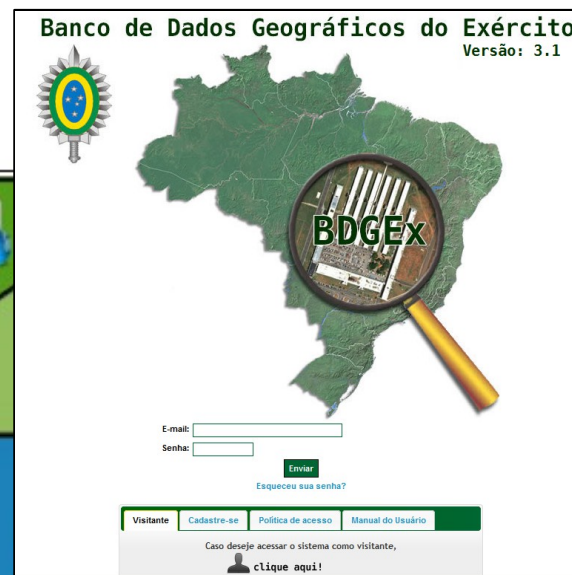 Banco de Dados Geográficos do Exército
Versão: 3.1
BDGEx
E-mail:
Senha:
Enviar
Esqueceu sua senha?
Visitante Cadastre-se Política de acesso Manual do Usuário
Caso deseje acessar o sistema como visitante,
clique aqui!